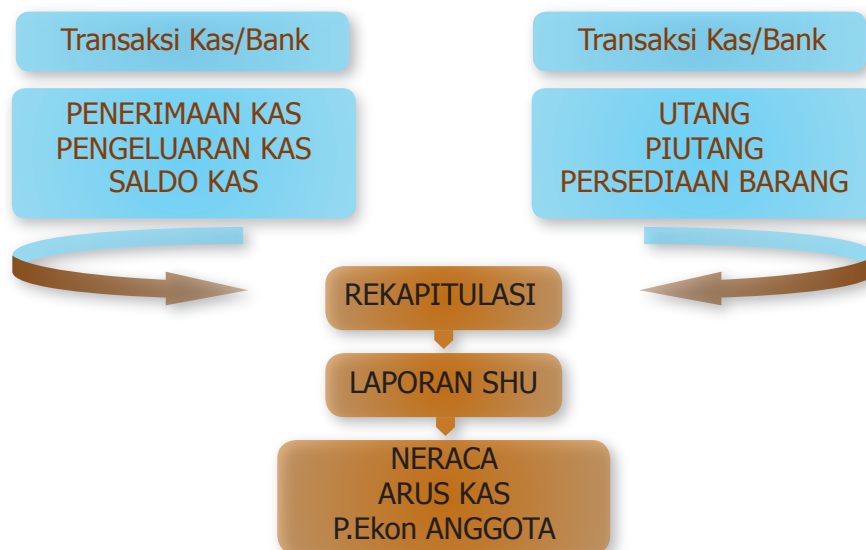 Transaksi Kas/Bank
PENERIMAAN KAS
PENGELUARAN KAS
SALDO KAS
Transaksi Kas/Bank
UTANG
PIUTANG
PERSEDIAAN BARANG
REKAPITULASI
LAPORAN SHU
NERACA
ARUS KAS
P.Ekon ANGGOTA